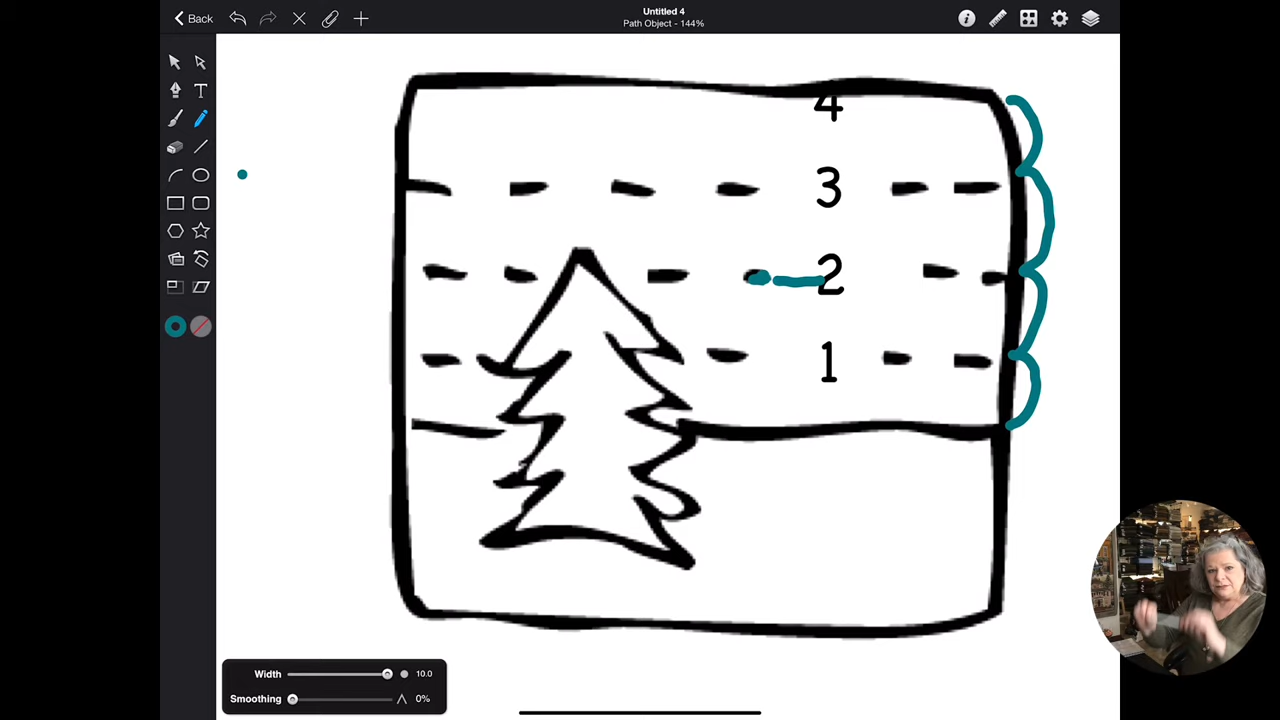 Back
Untitled 4
Path Object - 144%
T
4
3
2
1
Width 10.0
Smoothing 0%